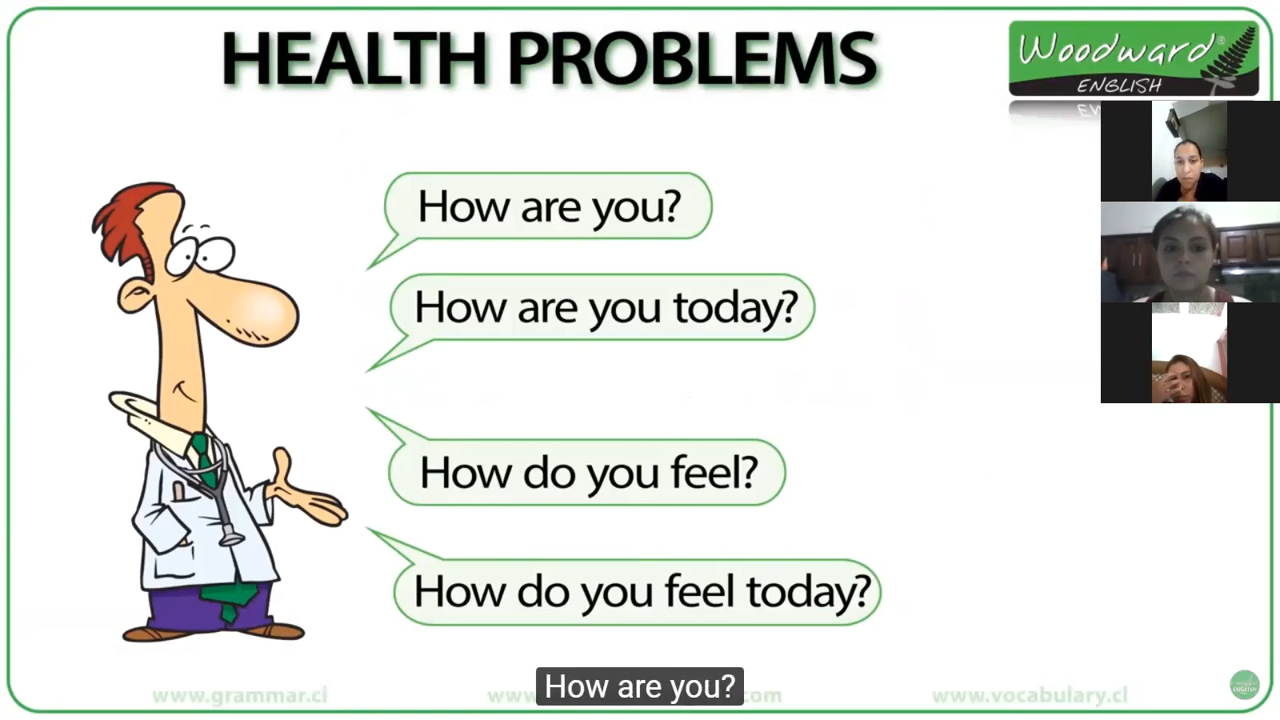 HEALTH PROBLEMS
Woodward®
ENGLISH
How are you?
How are you today?
How do you feel?
How do you feel today?
How are you?
www.grammar.cl
www.vocabulary.cl